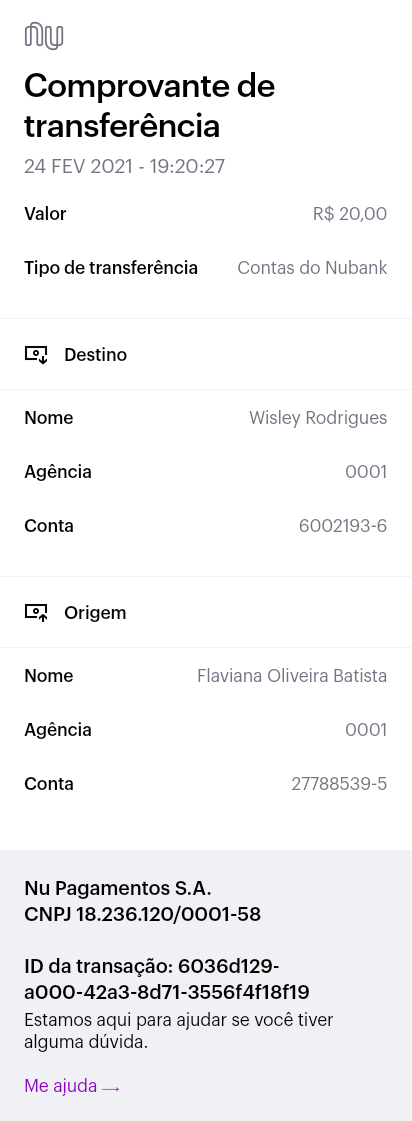 nu
Comprovante de
transferência
24 FEV 2021 - 19:20:27
Valor R$ 20,00
Tipo de transferência Contas do Nubank
Destino
Nome Wisley Rodrigues
Agência 0001
Conta 6002193-6
Origem
Nome Flaviana Oliveira Batista
Agência 0001
Conta 27788539-5
Nu Pagamentos S.A.
CNPJ 18.236.120/0001-58
ID da transação: 6036d129-
a000-42a3-8d71-3556f4f18f19
Estamos aqui para ajudar se você tiver
alguma dúvida.
Me ajuda →